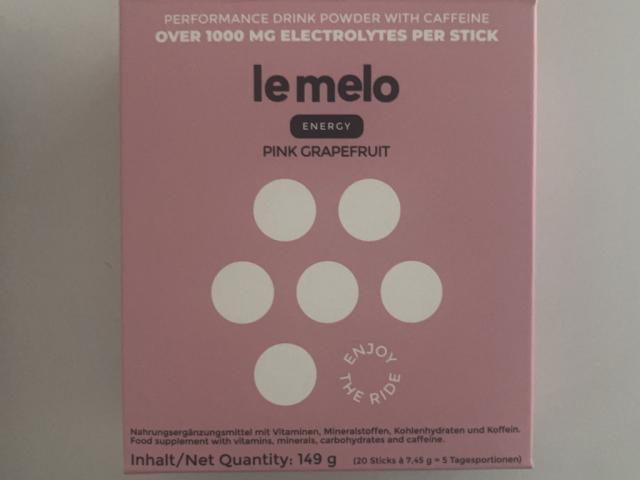 PERFORMANCE DRINK POWDER WITH CAFFEINE
OVER 1000 MG ELECTROLYTES PER STICK
le melo
ENERGY
PINK GRAPEFRUIT
ENJOY
THE RIDE
Nahrungsergänzungsmittel mit Vitaminen, Mineralstoffen, Kohlenhydraten und Koffein.
Food supplement with vitamins, minerals, carbohydrates and caffeine.
Inhalt/Net Quantity: 149 g (20 Sticks à 7,45 g = 5 Tagesportionen)